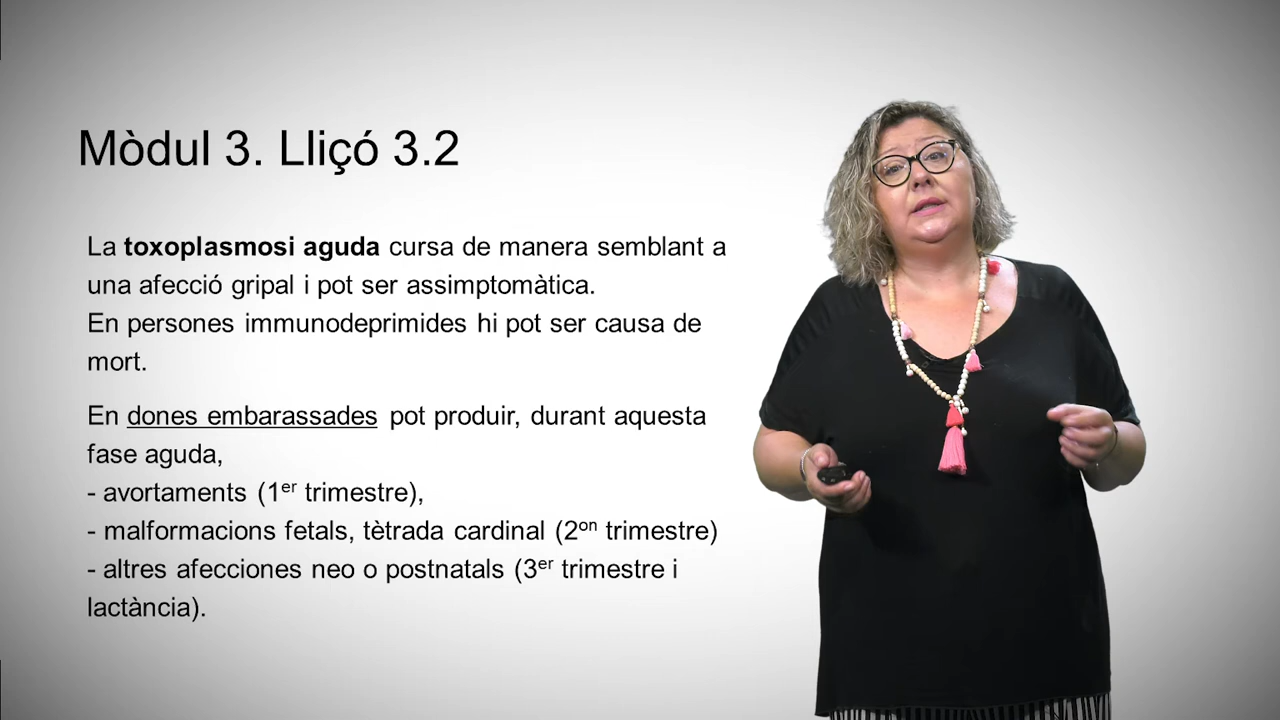 Mòdul 3. Lliçó 3.2
La toxoplasmosi aguda cursa de manera semblant a
una afecció gripal i pot ser assimptomàtica.
En persones immunodeprimides hi pot ser causa de
mort.
En dones embarassades pot produir, durant aquesta
fase aguda,
- avortaments (1er trimestre),
- malformacions fetals, tètrada cardinal (2on trimestre)
- altres afecciones neo o postnatals (3er trimestre i
lactància).